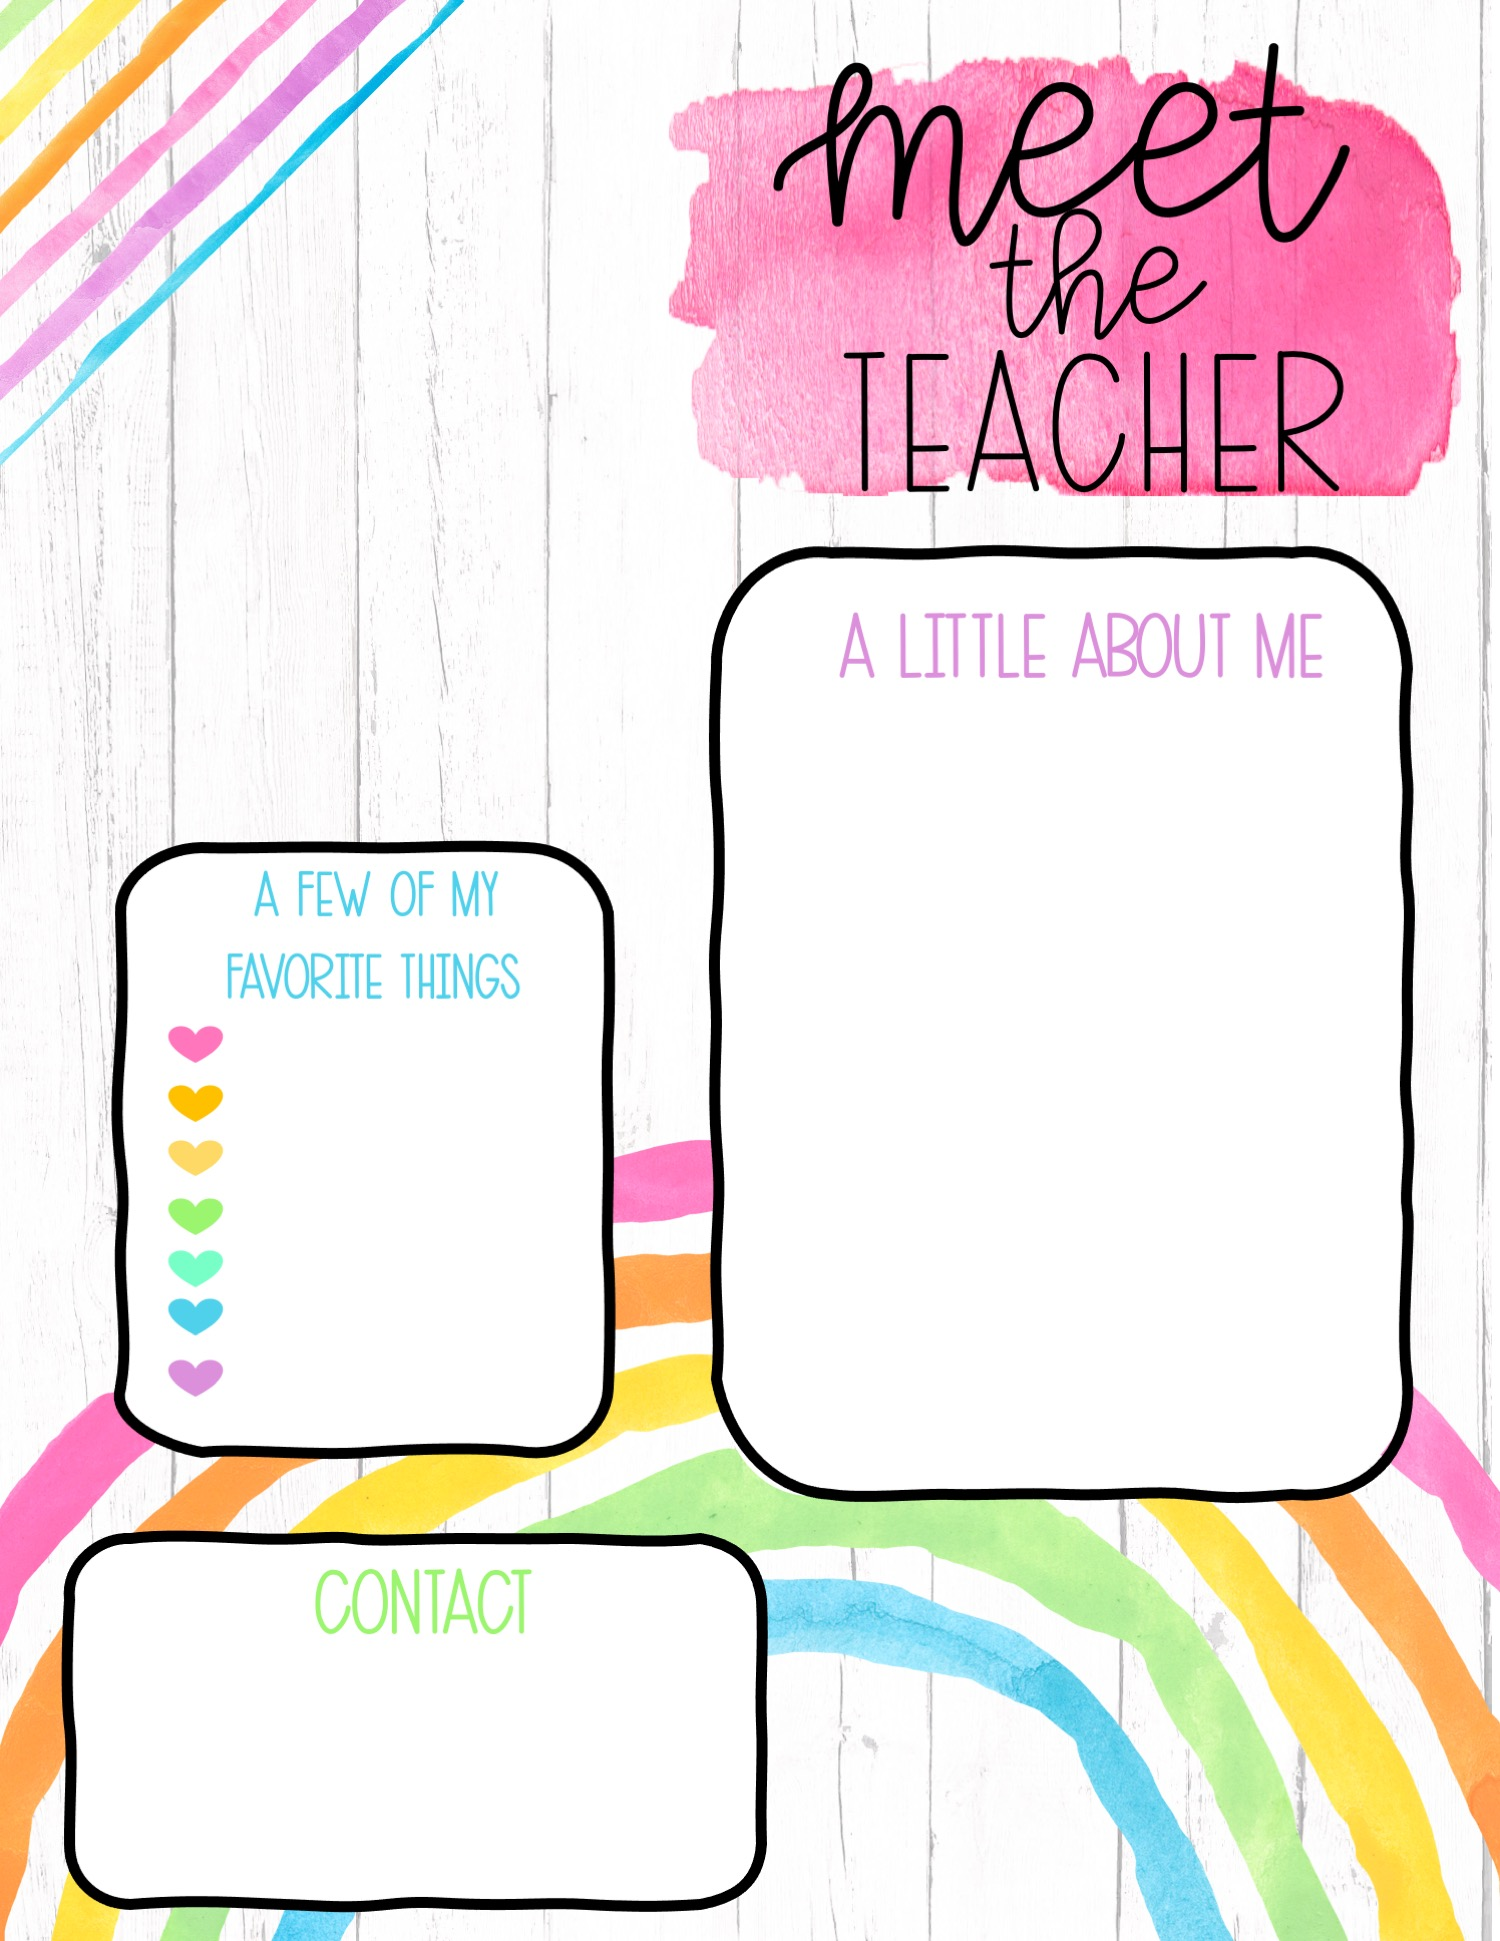 meet
the
TEACHER
A LITTLE ABOUT ME
A FEW OF MY
FAVORITE THINGS
CONTACT